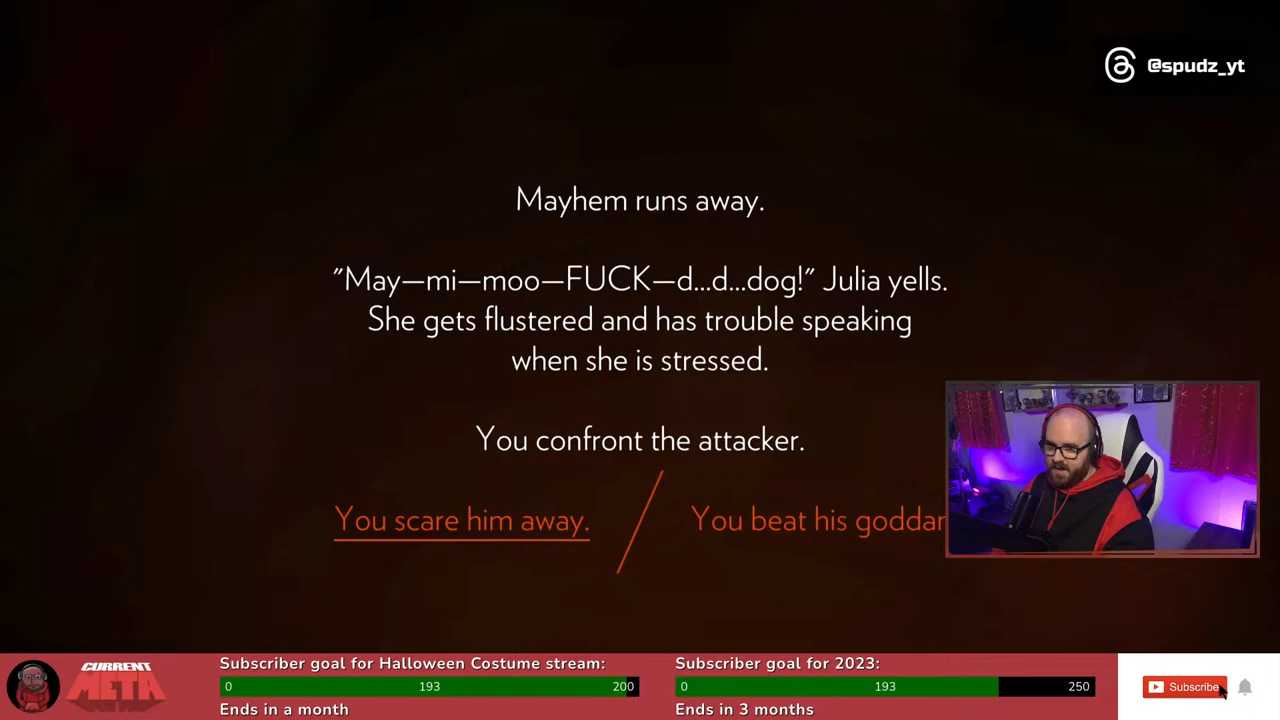 @spudz_yt
Mayhem runs away.
"May—mi—moo—FUCK—d...d...dog!" Julia yells.
She gets flustered and has trouble speaking
when she is stressed.
You confront the attacker.
You scare him away.
You beat his goddar
CURRENT
META
Subscriber goal for Halloween Costume stream:
0 193 200
Ends in a month
Subscriber goal for 2023:
0 193 250
Ends in 3 months
Subscribe